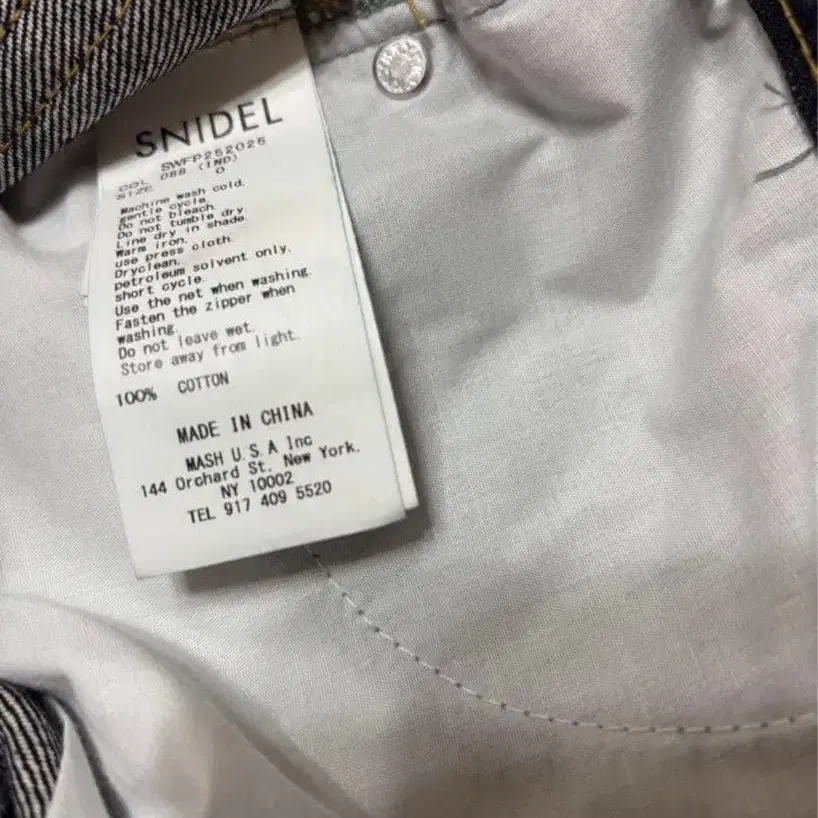 SNIDEL
SWFP252025
COL 088 (IND)
SIZE 0
Machine wash cold.
gentle cycle.
Do not bleach.
Do not tumble dry.
Line dry in shade.
Warm iron.
use press cloth.
Dryclean.
petroleum solvent only.
short cycle.
Use the net when washing.
Fasten the zipper when
washing.
Do not leave wet.
Store away from light.
100% COTTON
MADE IN CHINA
MASH U.S.A Inc
144 Orchard St. New York.
NY 10002
TEL 917 409 5520